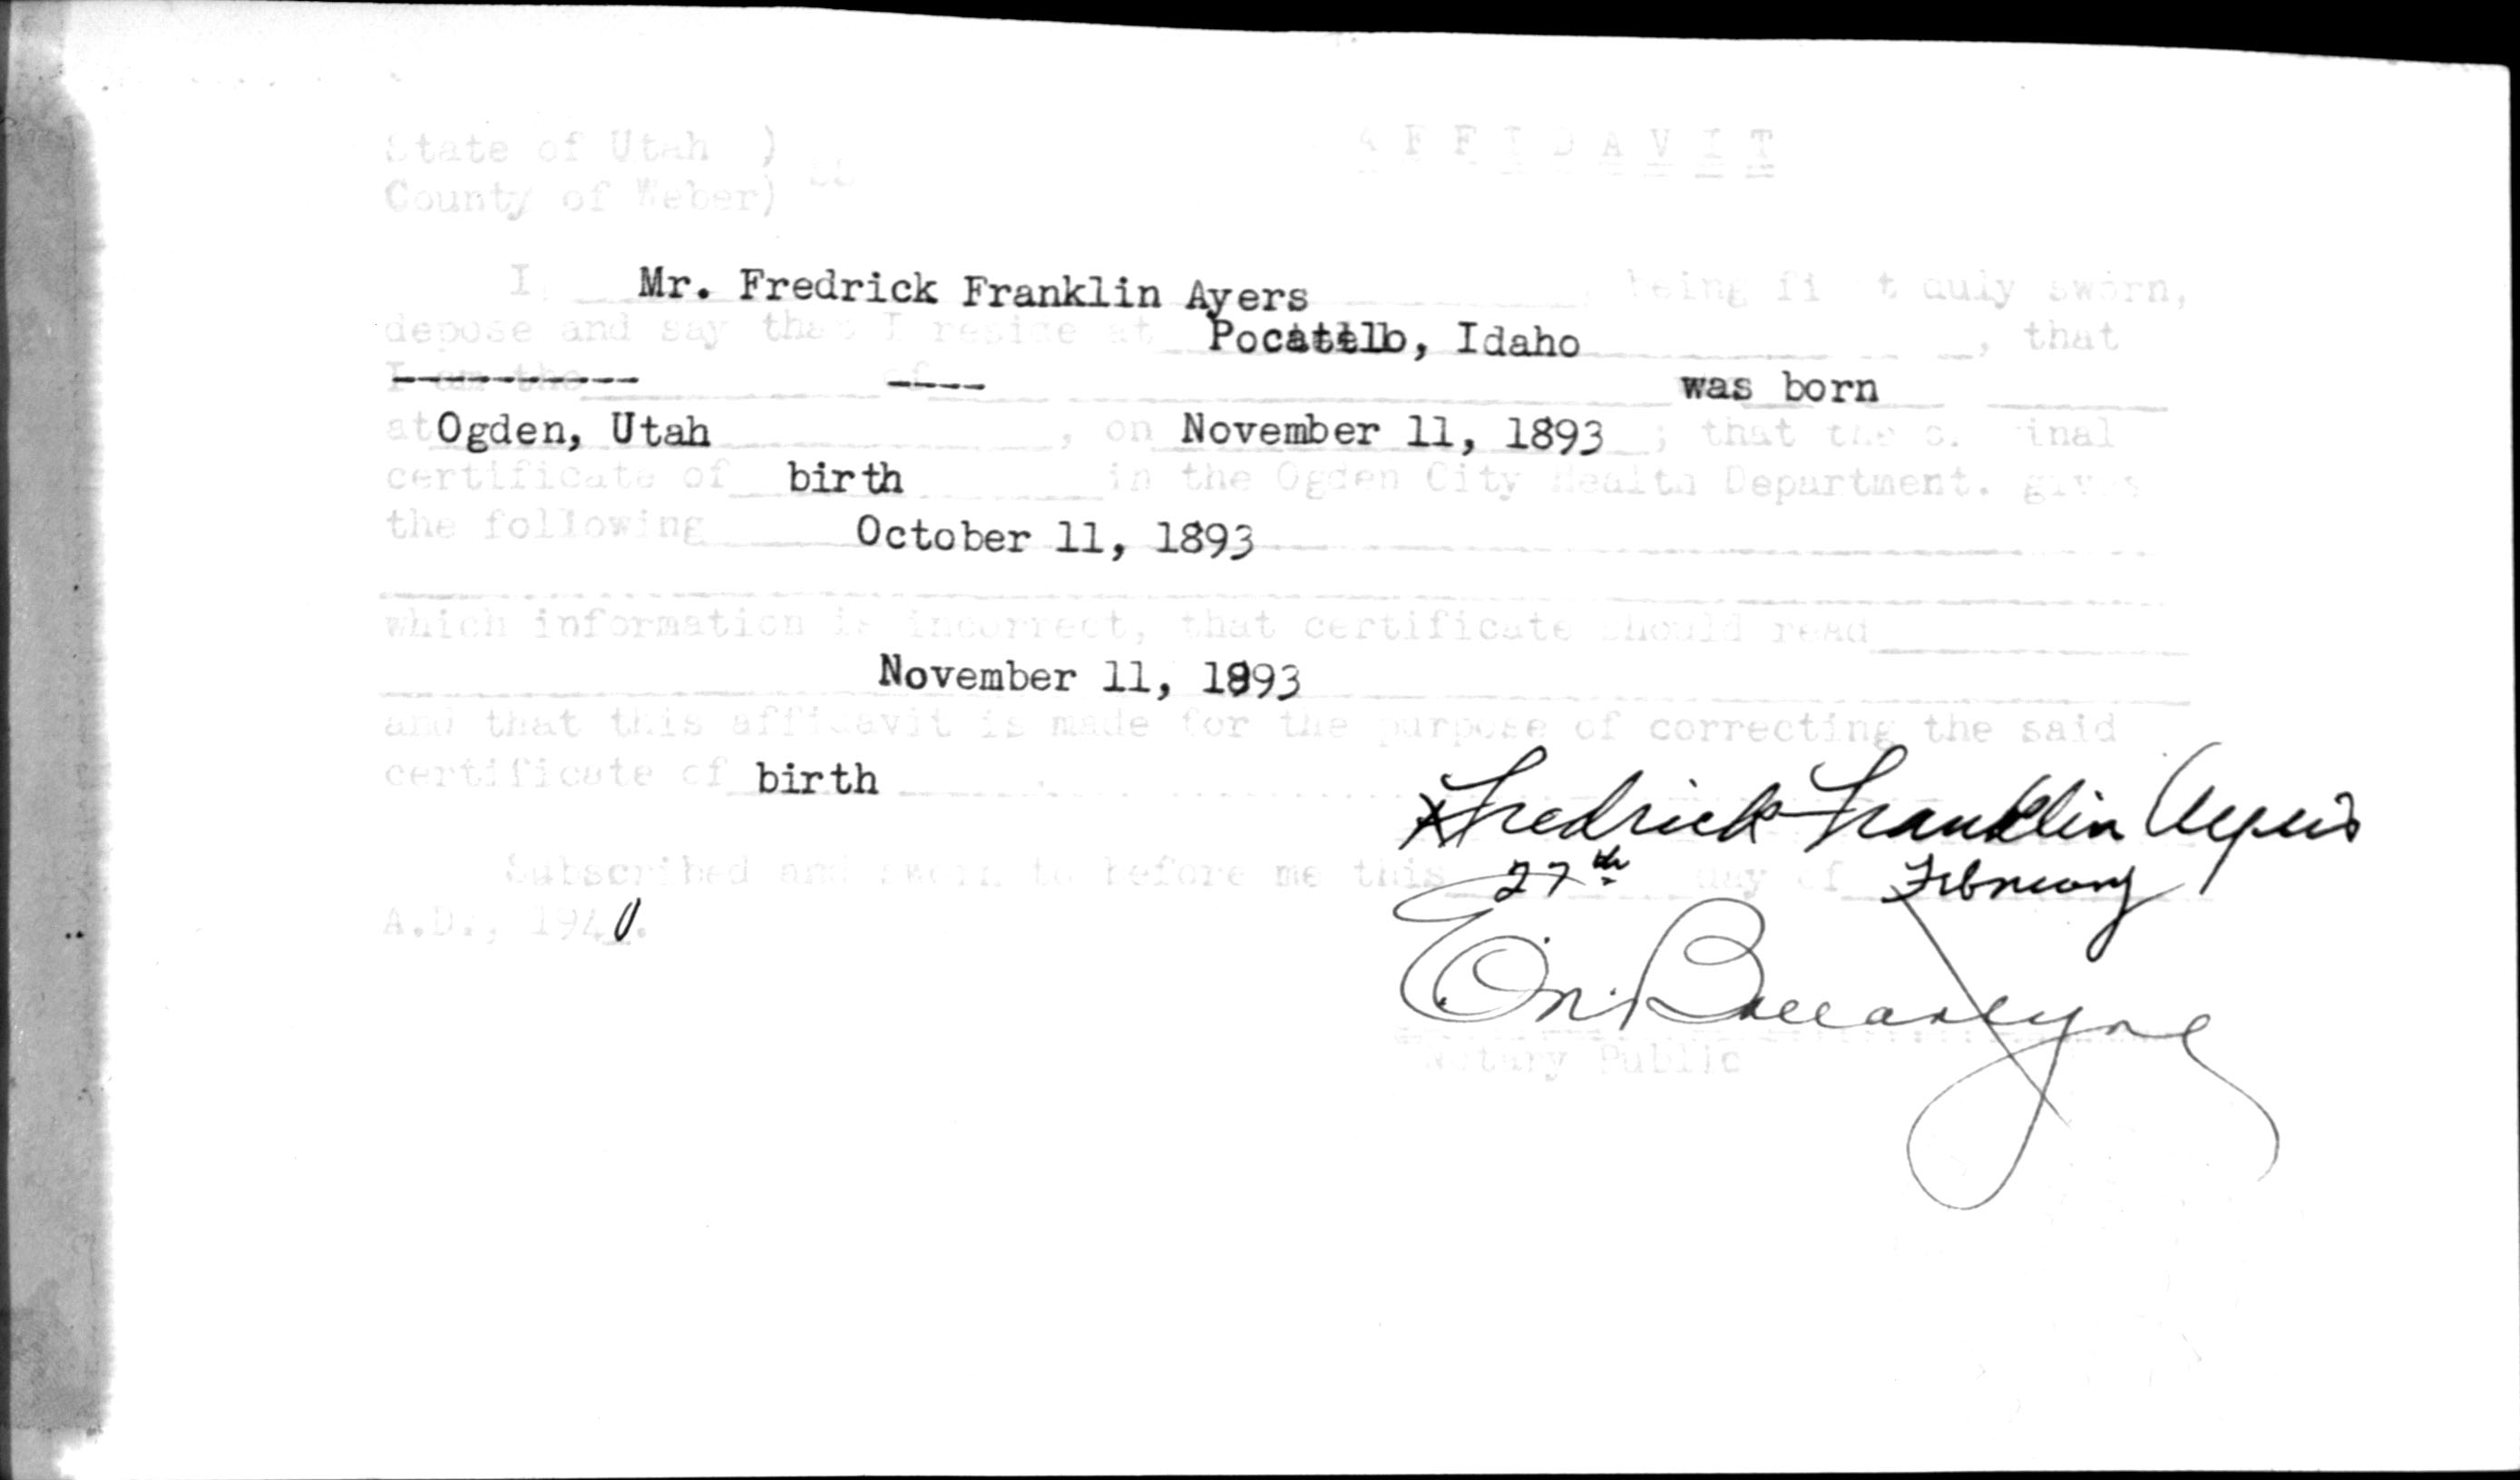 State of Utah ) ss
A F F I D A V I T
County of Weber)
I, Mr. Fredrick Franklin Ayers, being first duly sworn,
depose and say that I reside at Pocatello, Idaho, that
I am the ---------- of ---- was born
at Ogden, Utah, on November 11, 1893; that the original
certificate of birth in the Ogden City Health Department. gives
the following October 11, 1893
which information is incorrect, that certificate should read
November 11, 1893
and that this affidavit is made for the purpose of correcting the said
certificate of birth.
x Fredrick Franklin Ayers
Subscribed and sworn to before me this 27th day of February
A.D., 1940.
Notary Public